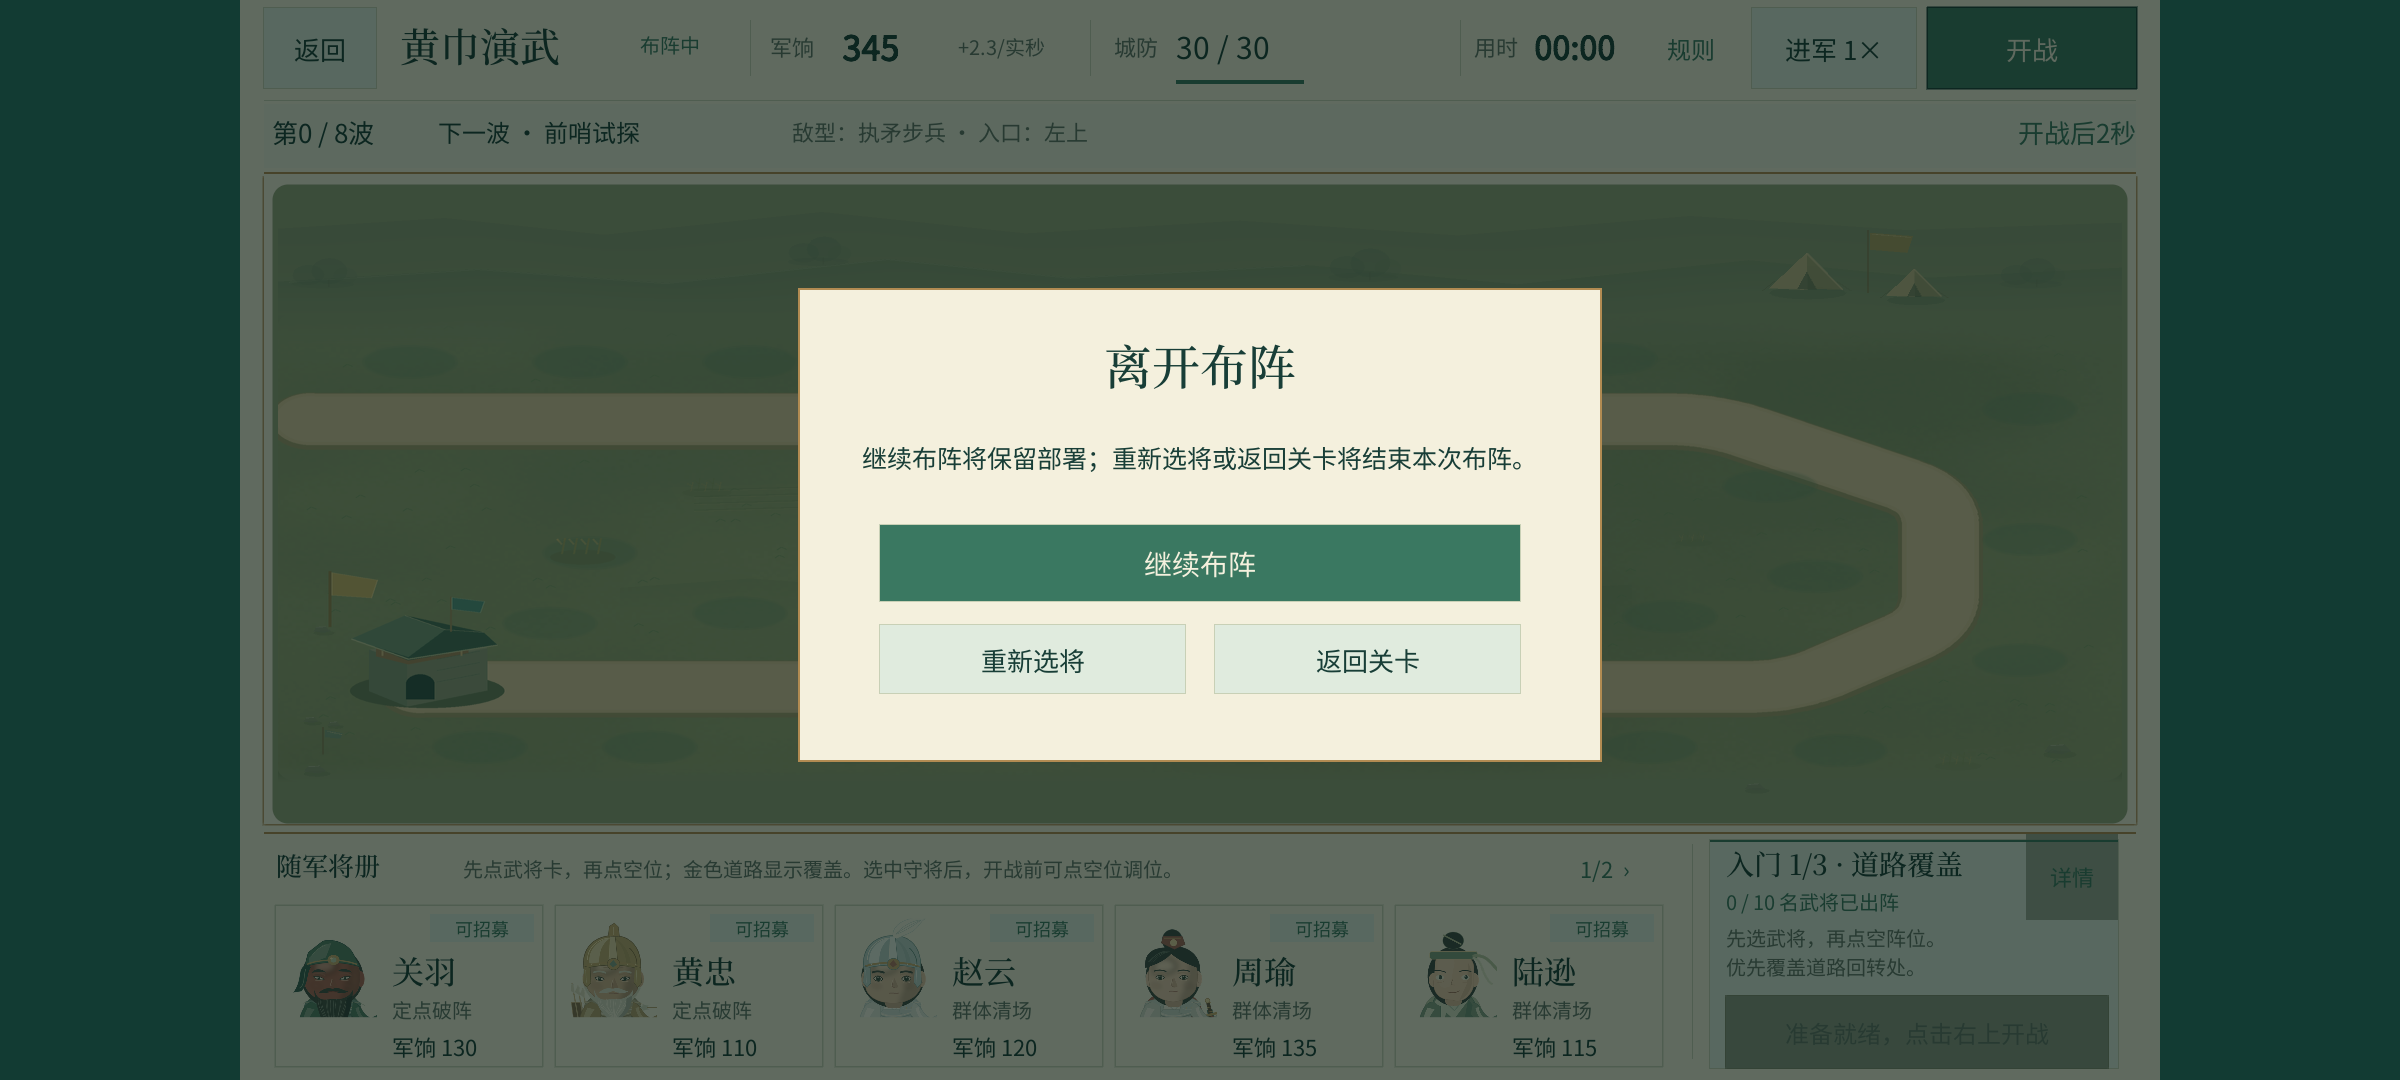 返回
黄巾演武
布阵中
军饷 345 +2.3/实秒
城防 30 / 30
用时 00:00
规则
进军 1×
开战
第0 / 8波
下一波 · 前哨试探
敌型：执矛步兵 · 入口：左上
开战后2秒
离开布阵
继续布阵将保留部署；重新选将或返回关卡将结束本次布阵。
继续布阵
重新选将
返回关卡
随军将册
先点武将卡，再点空位；金色道路显示覆盖。选中守将后，开战前可点空位调位。
1/2 ›
可招募
关羽
定点破阵
军饷 130
可招募
黄忠
定点破阵
军饷 110
可招募
赵云
群体清场
军饷 120
可招募
周瑜
群体清场
军饷 135
可招募
陆逊
群体清场
军饷 115
入门 1/3 · 道路覆盖
详情
0 / 10 名武将已出阵
先选武将，再点空阵位。
优先覆盖道路回转处。
准备就绪，点击右上开战